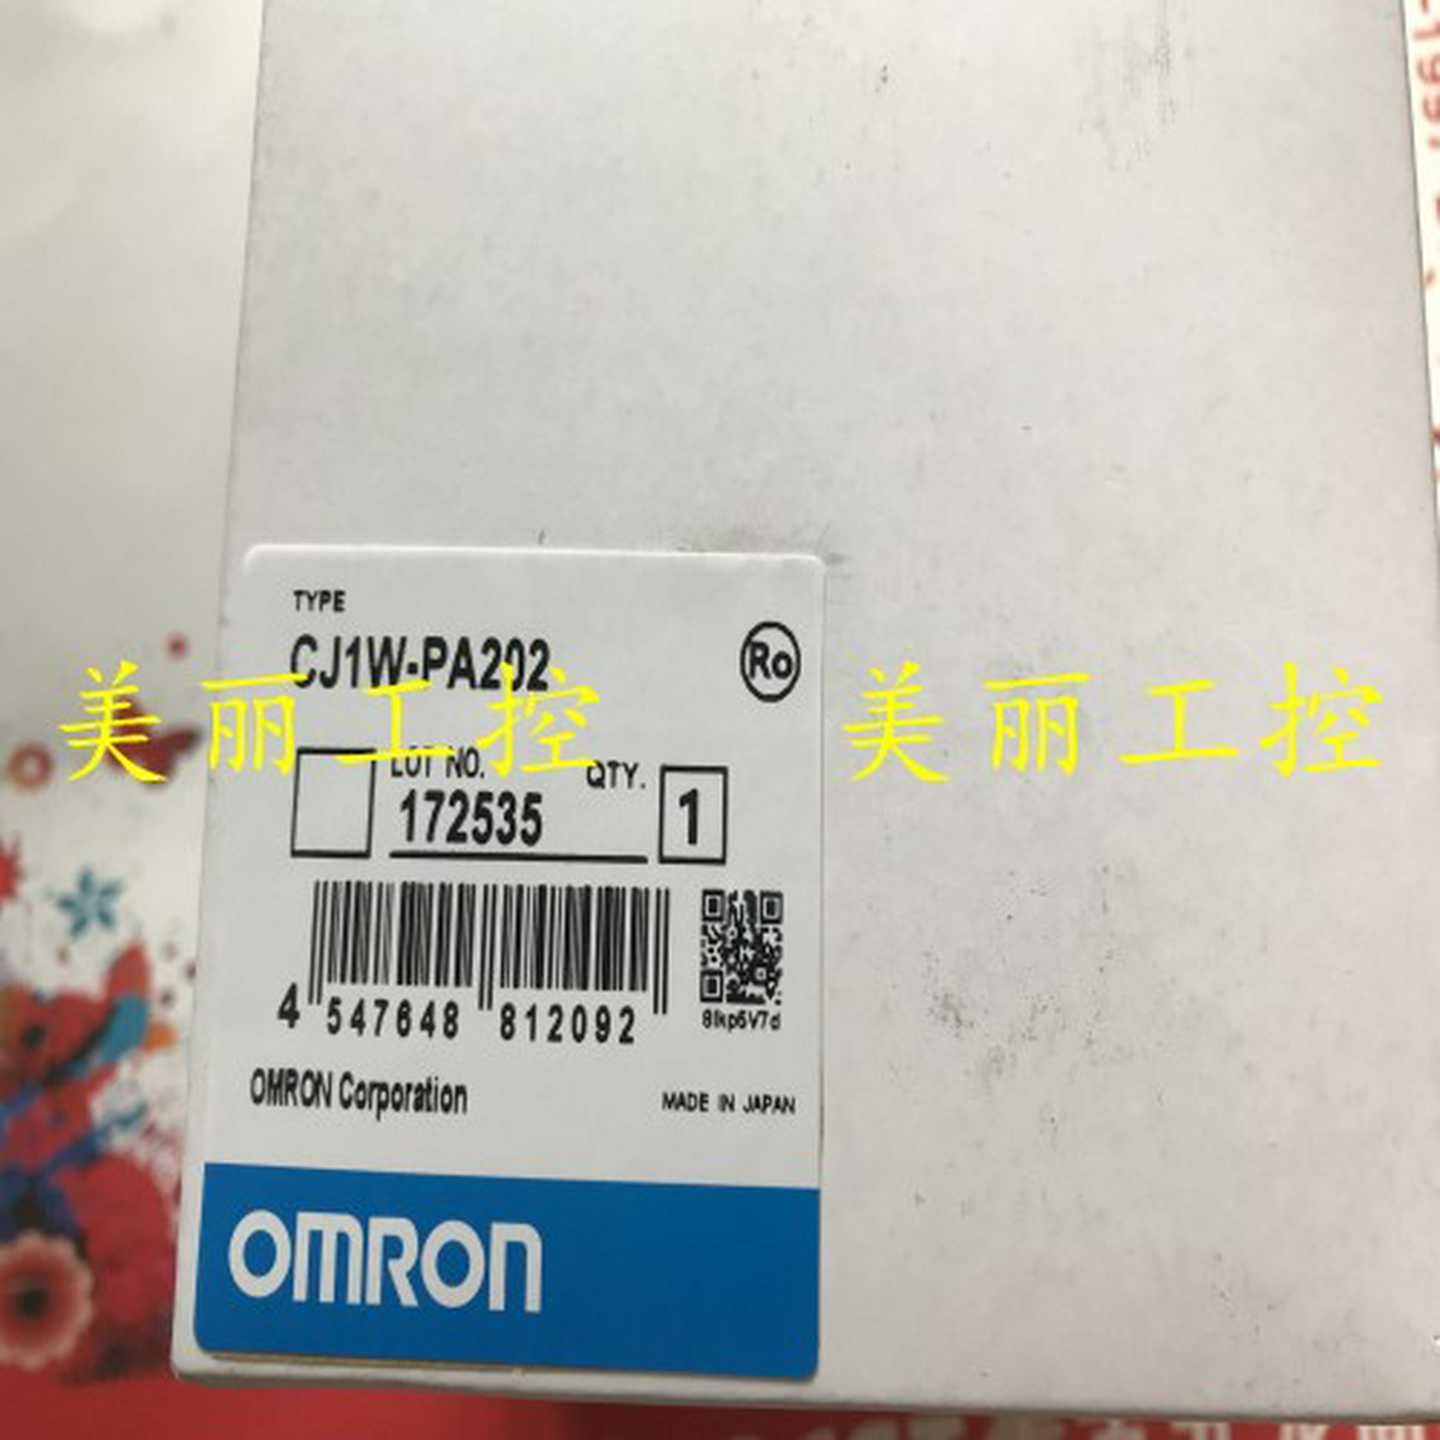 TYPE
CJ1W-PA202
Ro
美丽工控 美丽工控
LOT NO. QTY.
172535 1
4 547648 812092
OMRON Corporation
MADE IN JAPAN
OMRON